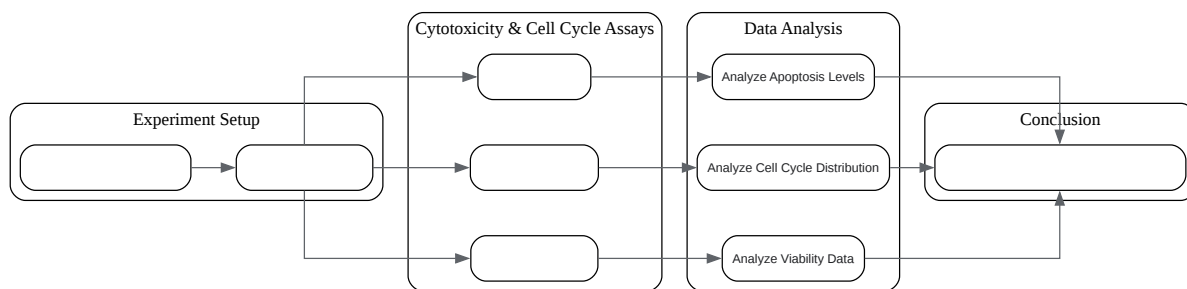 Cytotoxicity & Cell Cycle Assays
Data Analysis
Analyze Apoptosis Levels
Experiment Setup
Conclusion
Analyze Cell Cycle Distribution
Analyze Viability Data